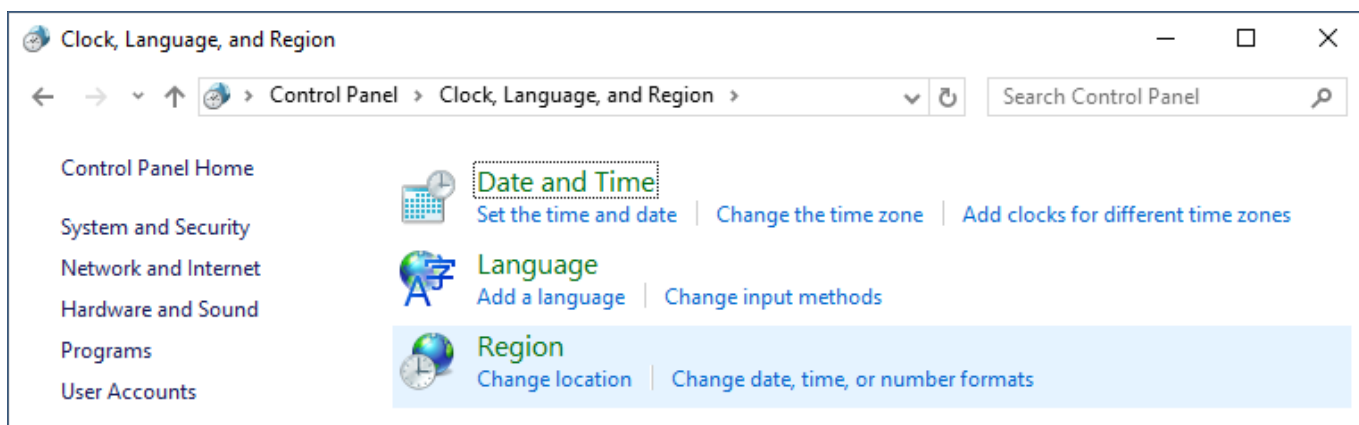 Clock, Language, and Region
Control Panel > Clock, Language, and Region >
Search Control Panel
Control Panel Home
System and Security
Network and Internet
Hardware and Sound
Programs
User Accounts
Date and Time
Set the time and date | Change the time zone | Add clocks for different time zones
Language
Add a language | Change input methods
Region
Change location | Change date, time, or number formats